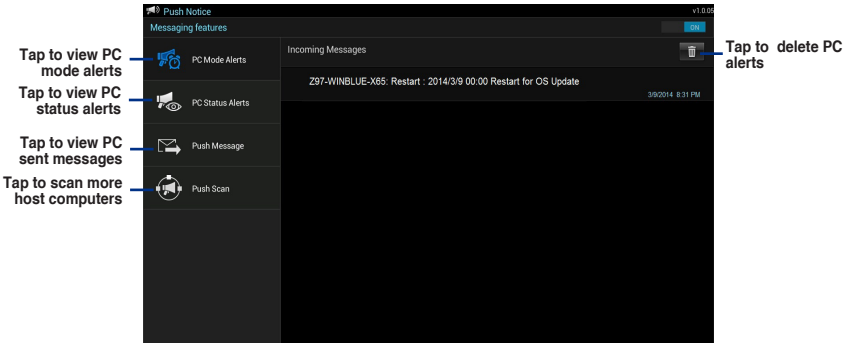 Push Notice
v1.0.05
Messaging features
ON
Tap to view PC
mode alerts
PC Mode Alerts
Incoming Messages
Tap to delete PC
alerts
Z97-WINBLUE-X65: Restart : 2014/3/9 00:00 Restart for OS Update
3/9/2014 8:31 PM
Tap to view PC
status alerts
PC Status Alerts
Tap to view PC
sent messages
Push Message
Tap to scan more
host computers
Push Scan